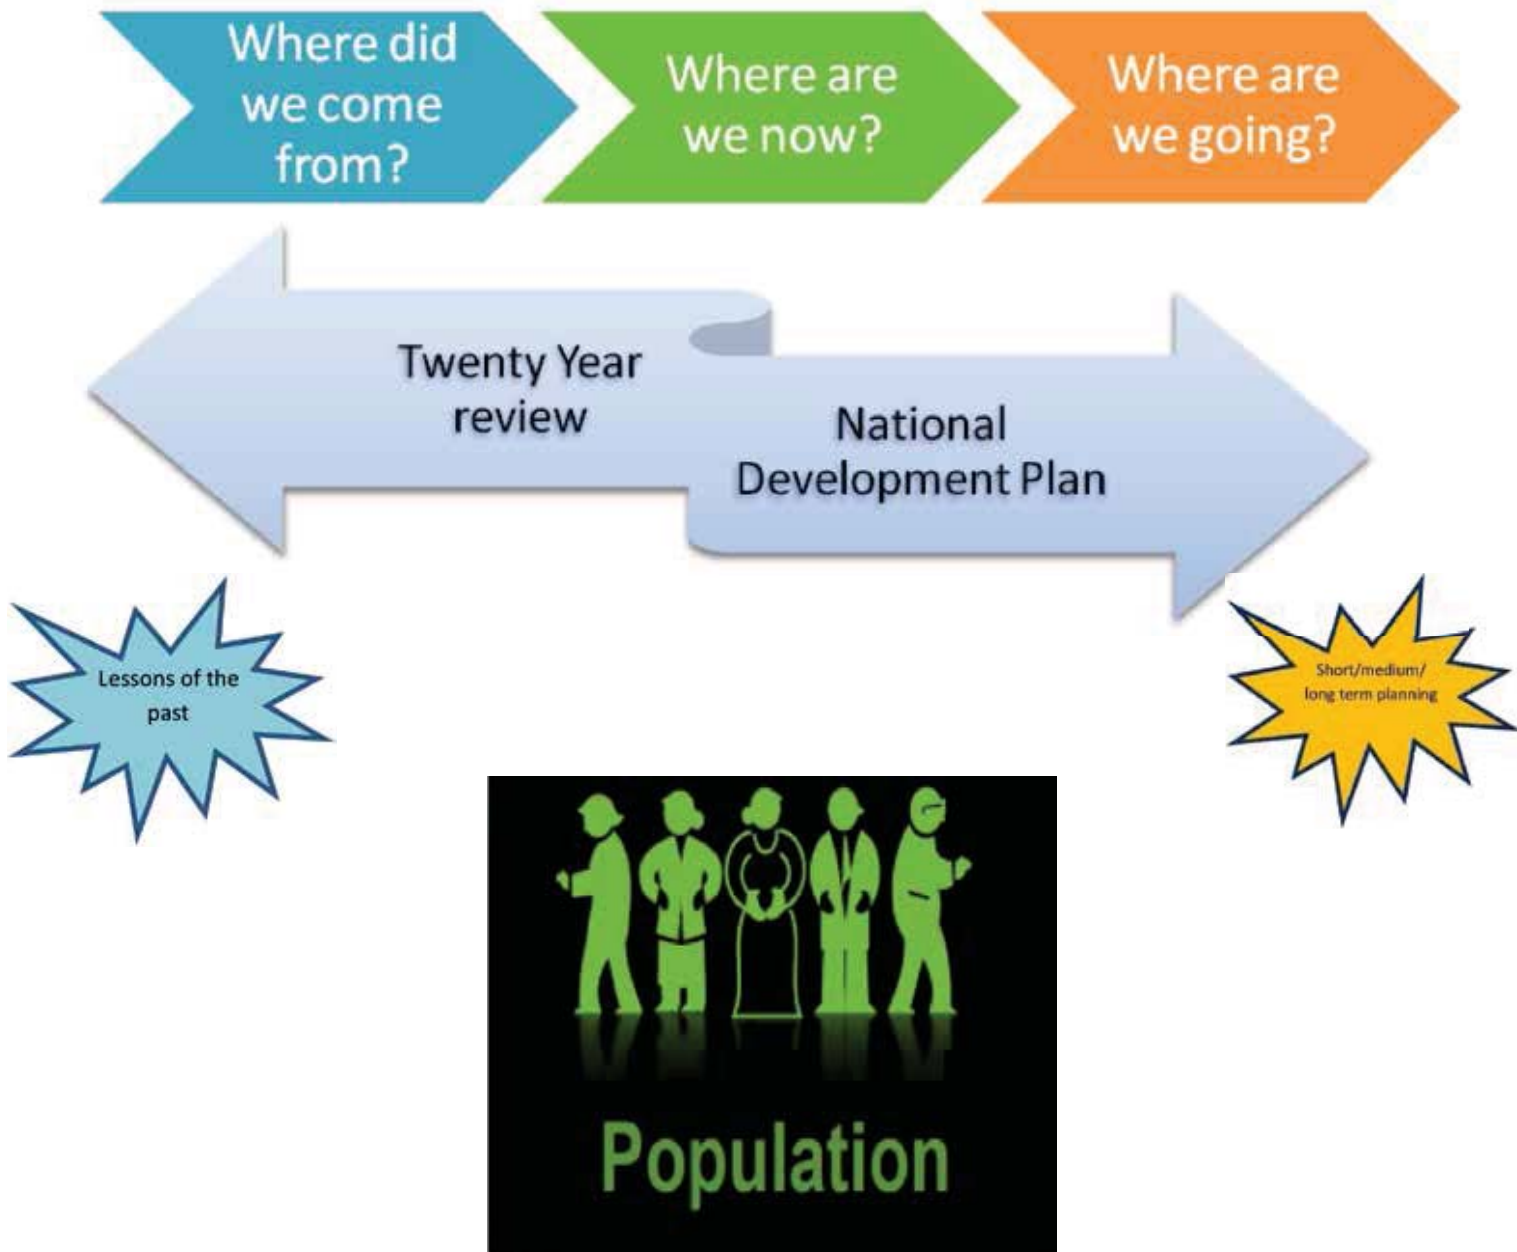 Where did
we come
from?
Where are
we now?
Where are
we going?
Twenty Year
review
National
Development Plan
Lessons of the
past
Short/medium/
long term planning
Population